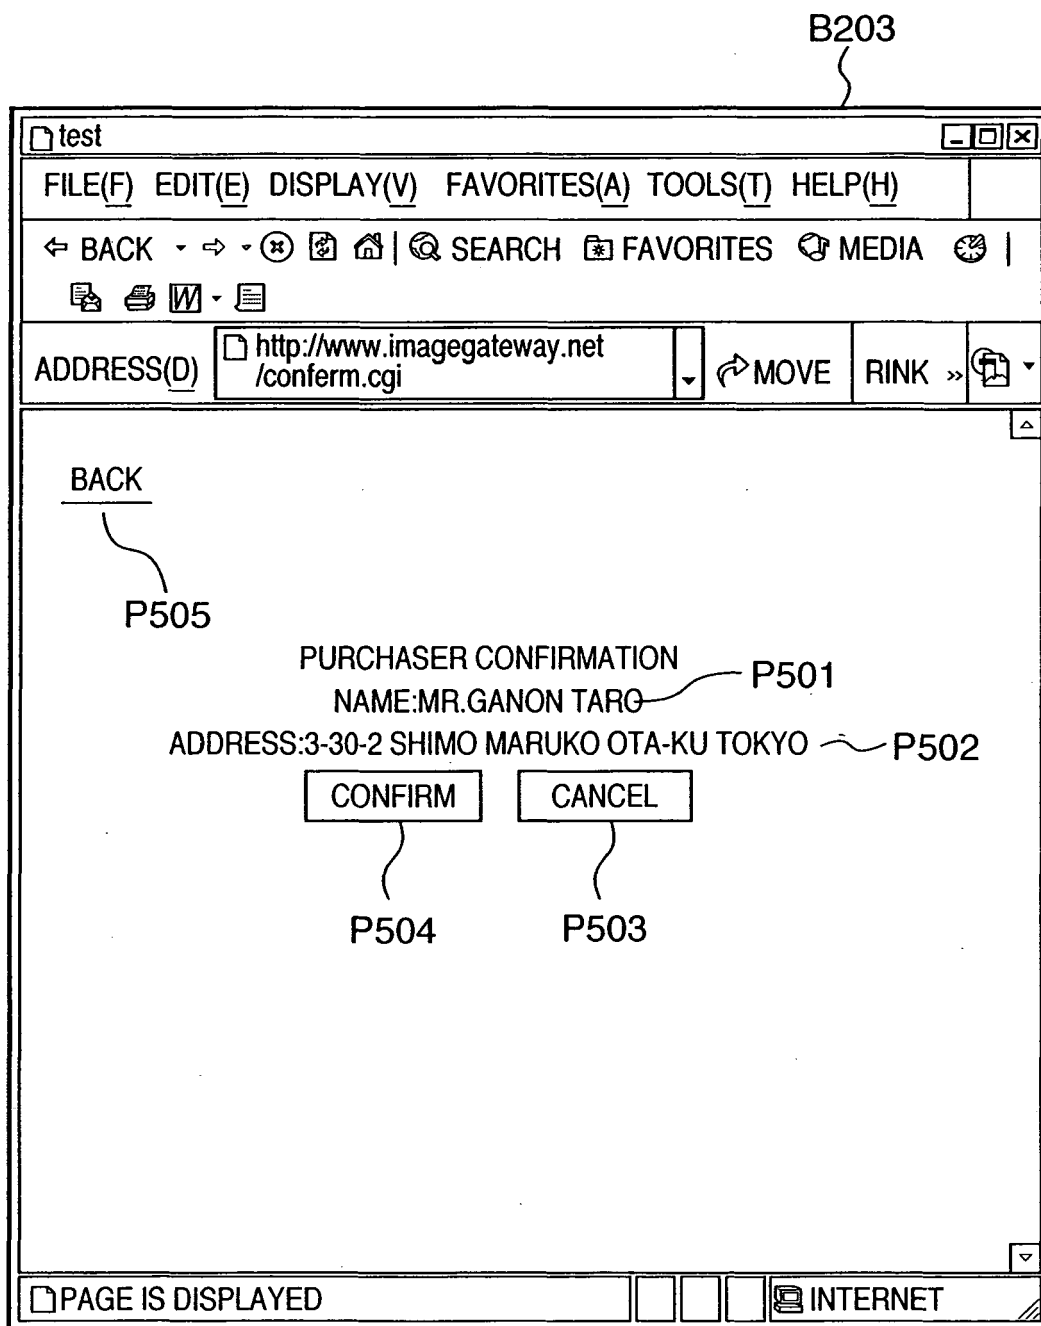 B203
test
FILE(F) EDIT(E) DISPLAY(V) FAVORITES(A) TOOLS(T) HELP(H)
BACK SEARCH FAVORITES MEDIA
W
ADDRESS(D) http://www.imagegateway.net
/conferm.cgi
MOVE RINK »
BACK
P505
PURCHASER CONFIRMATION
NAME:MR.GANON TARO P501
ADDRESS:3-30-2 SHIMO MARUKO OTA-KU TOKYO P502
CONFIRM CANCEL
P504 P503
PAGE IS DISPLAYED INTERNET